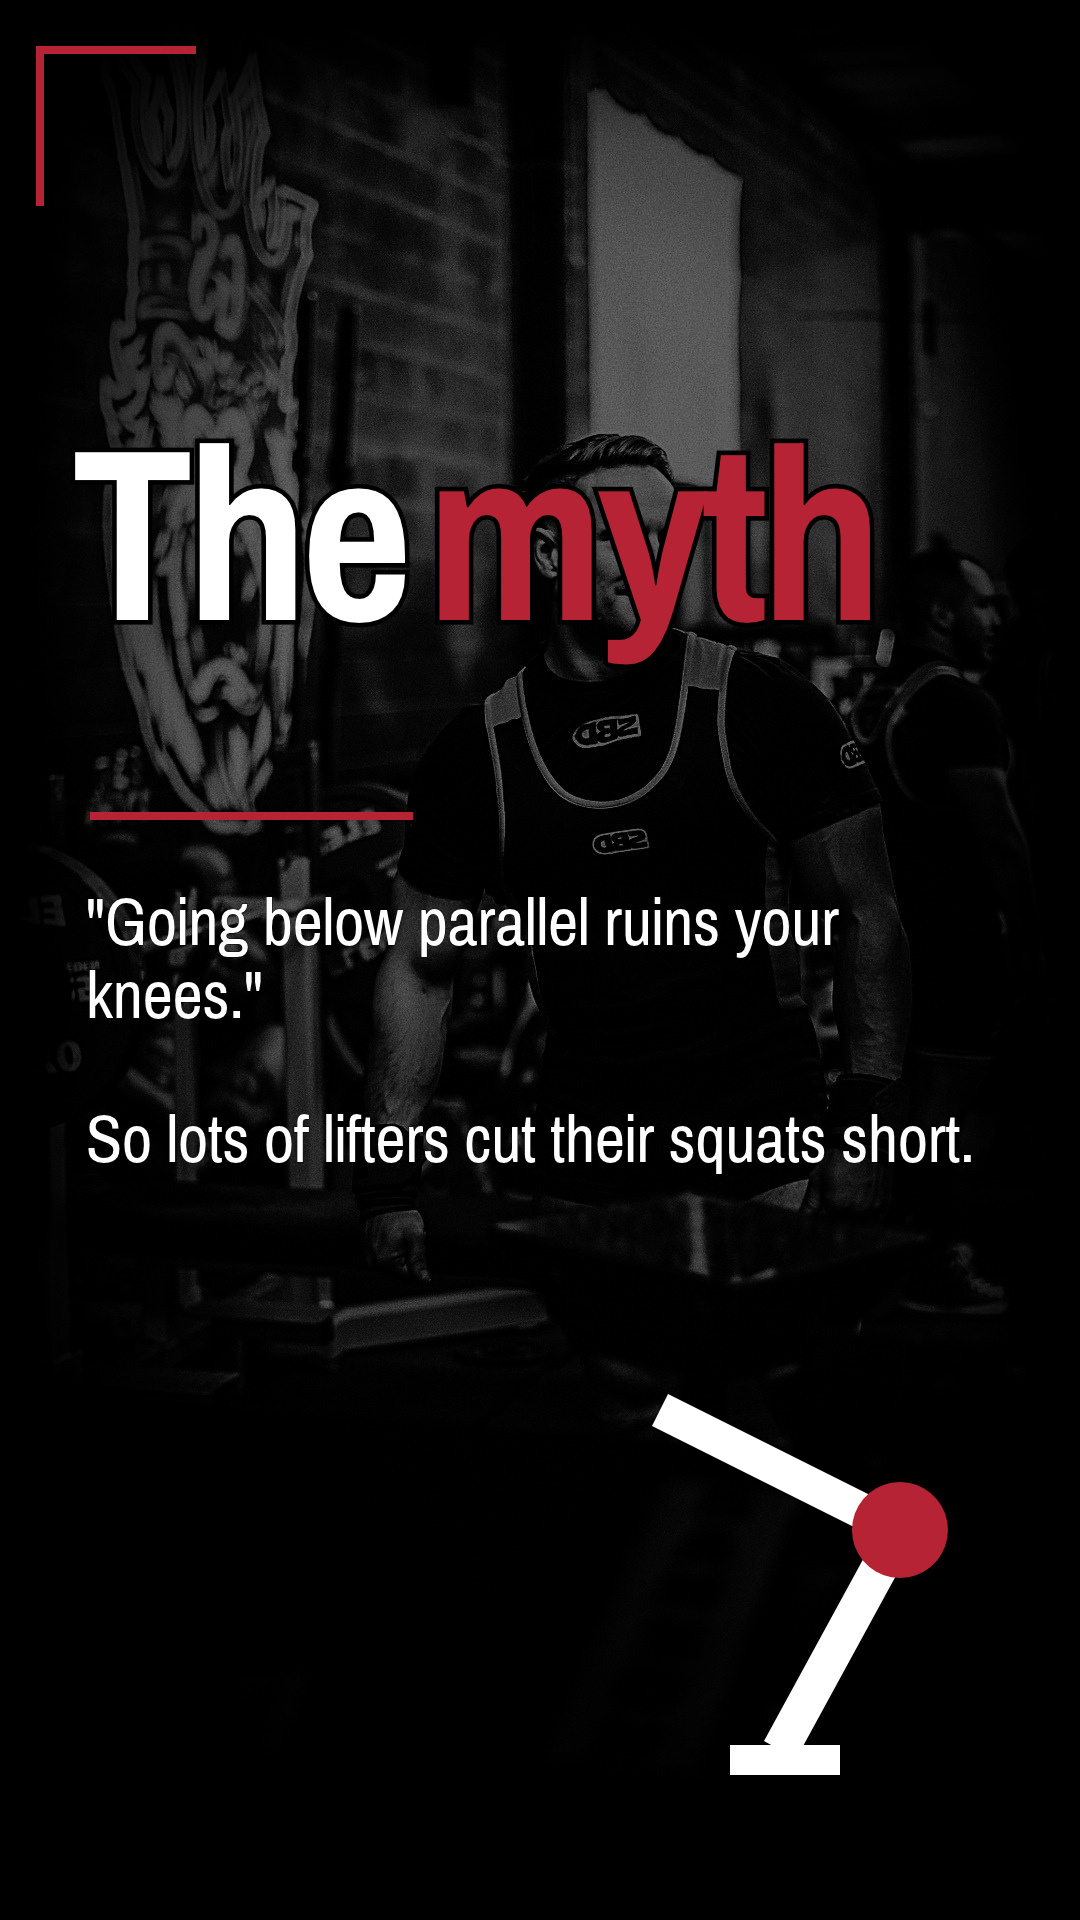 The myth
"Going below parallel ruins your
knees."
So lots of lifters cut their squats short.